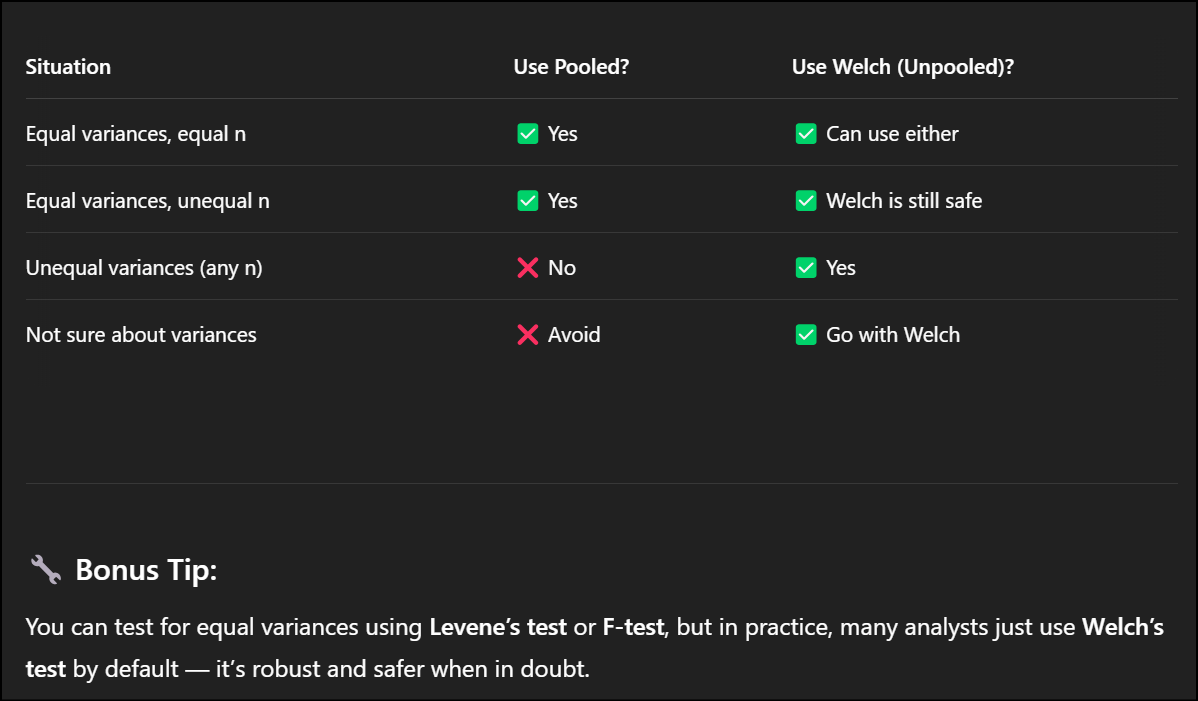 Situation Use Pooled? Use Welch (Unpooled)?
Equal variances, equal n ✅ Yes ✅ Can use either
Equal variances, unequal n ✅ Yes ✅ Welch is still safe
Unequal variances (any n) ❌ No ✅ Yes
Not sure about variances ❌ Avoid ✅ Go with Welch
🔧 Bonus Tip:
You can test for equal variances using Levene’s test or F-test, but in practice, many analysts just use Welch’s
test by default — it’s robust and safer when in doubt.